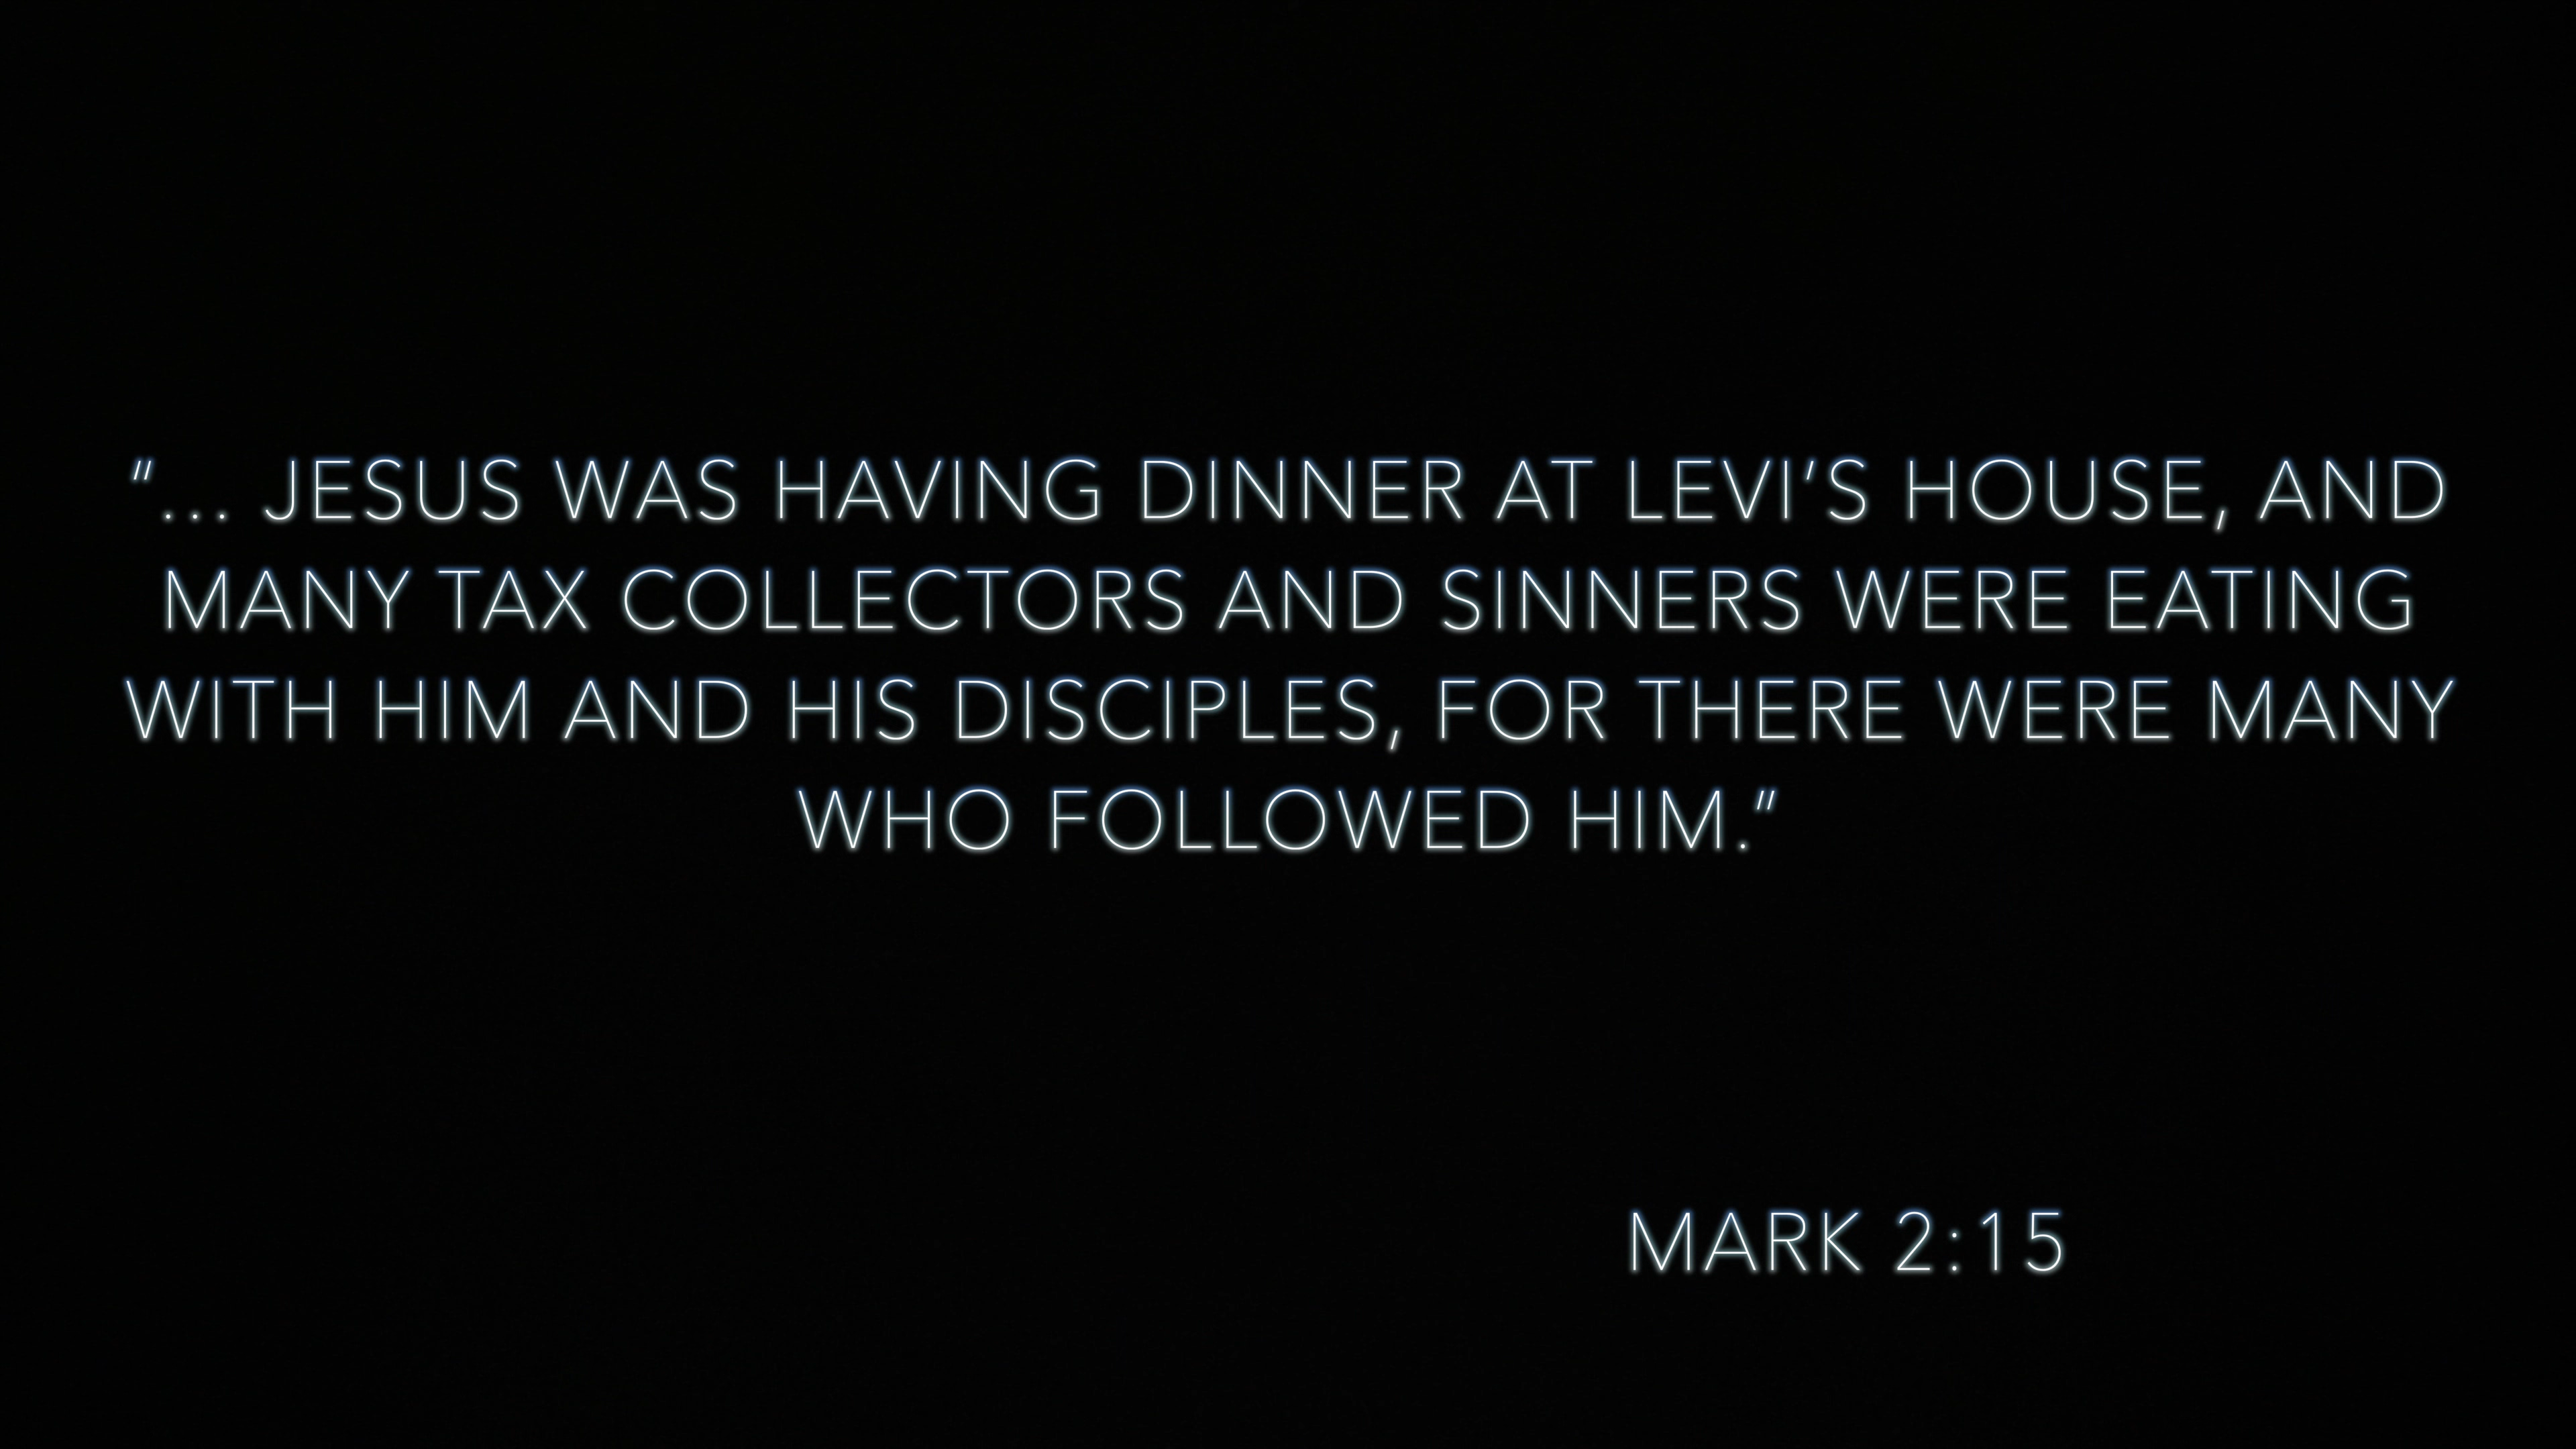 “... JESUS WAS HAVING DINNER AT LEVI’S HOUSE, AND
MANY TAX COLLECTORS AND SINNERS WERE EATING
WITH HIM AND HIS DISCIPLES, FOR THERE WERE MANY
WHO FOLLOWED HIM.”
MARK 2:15